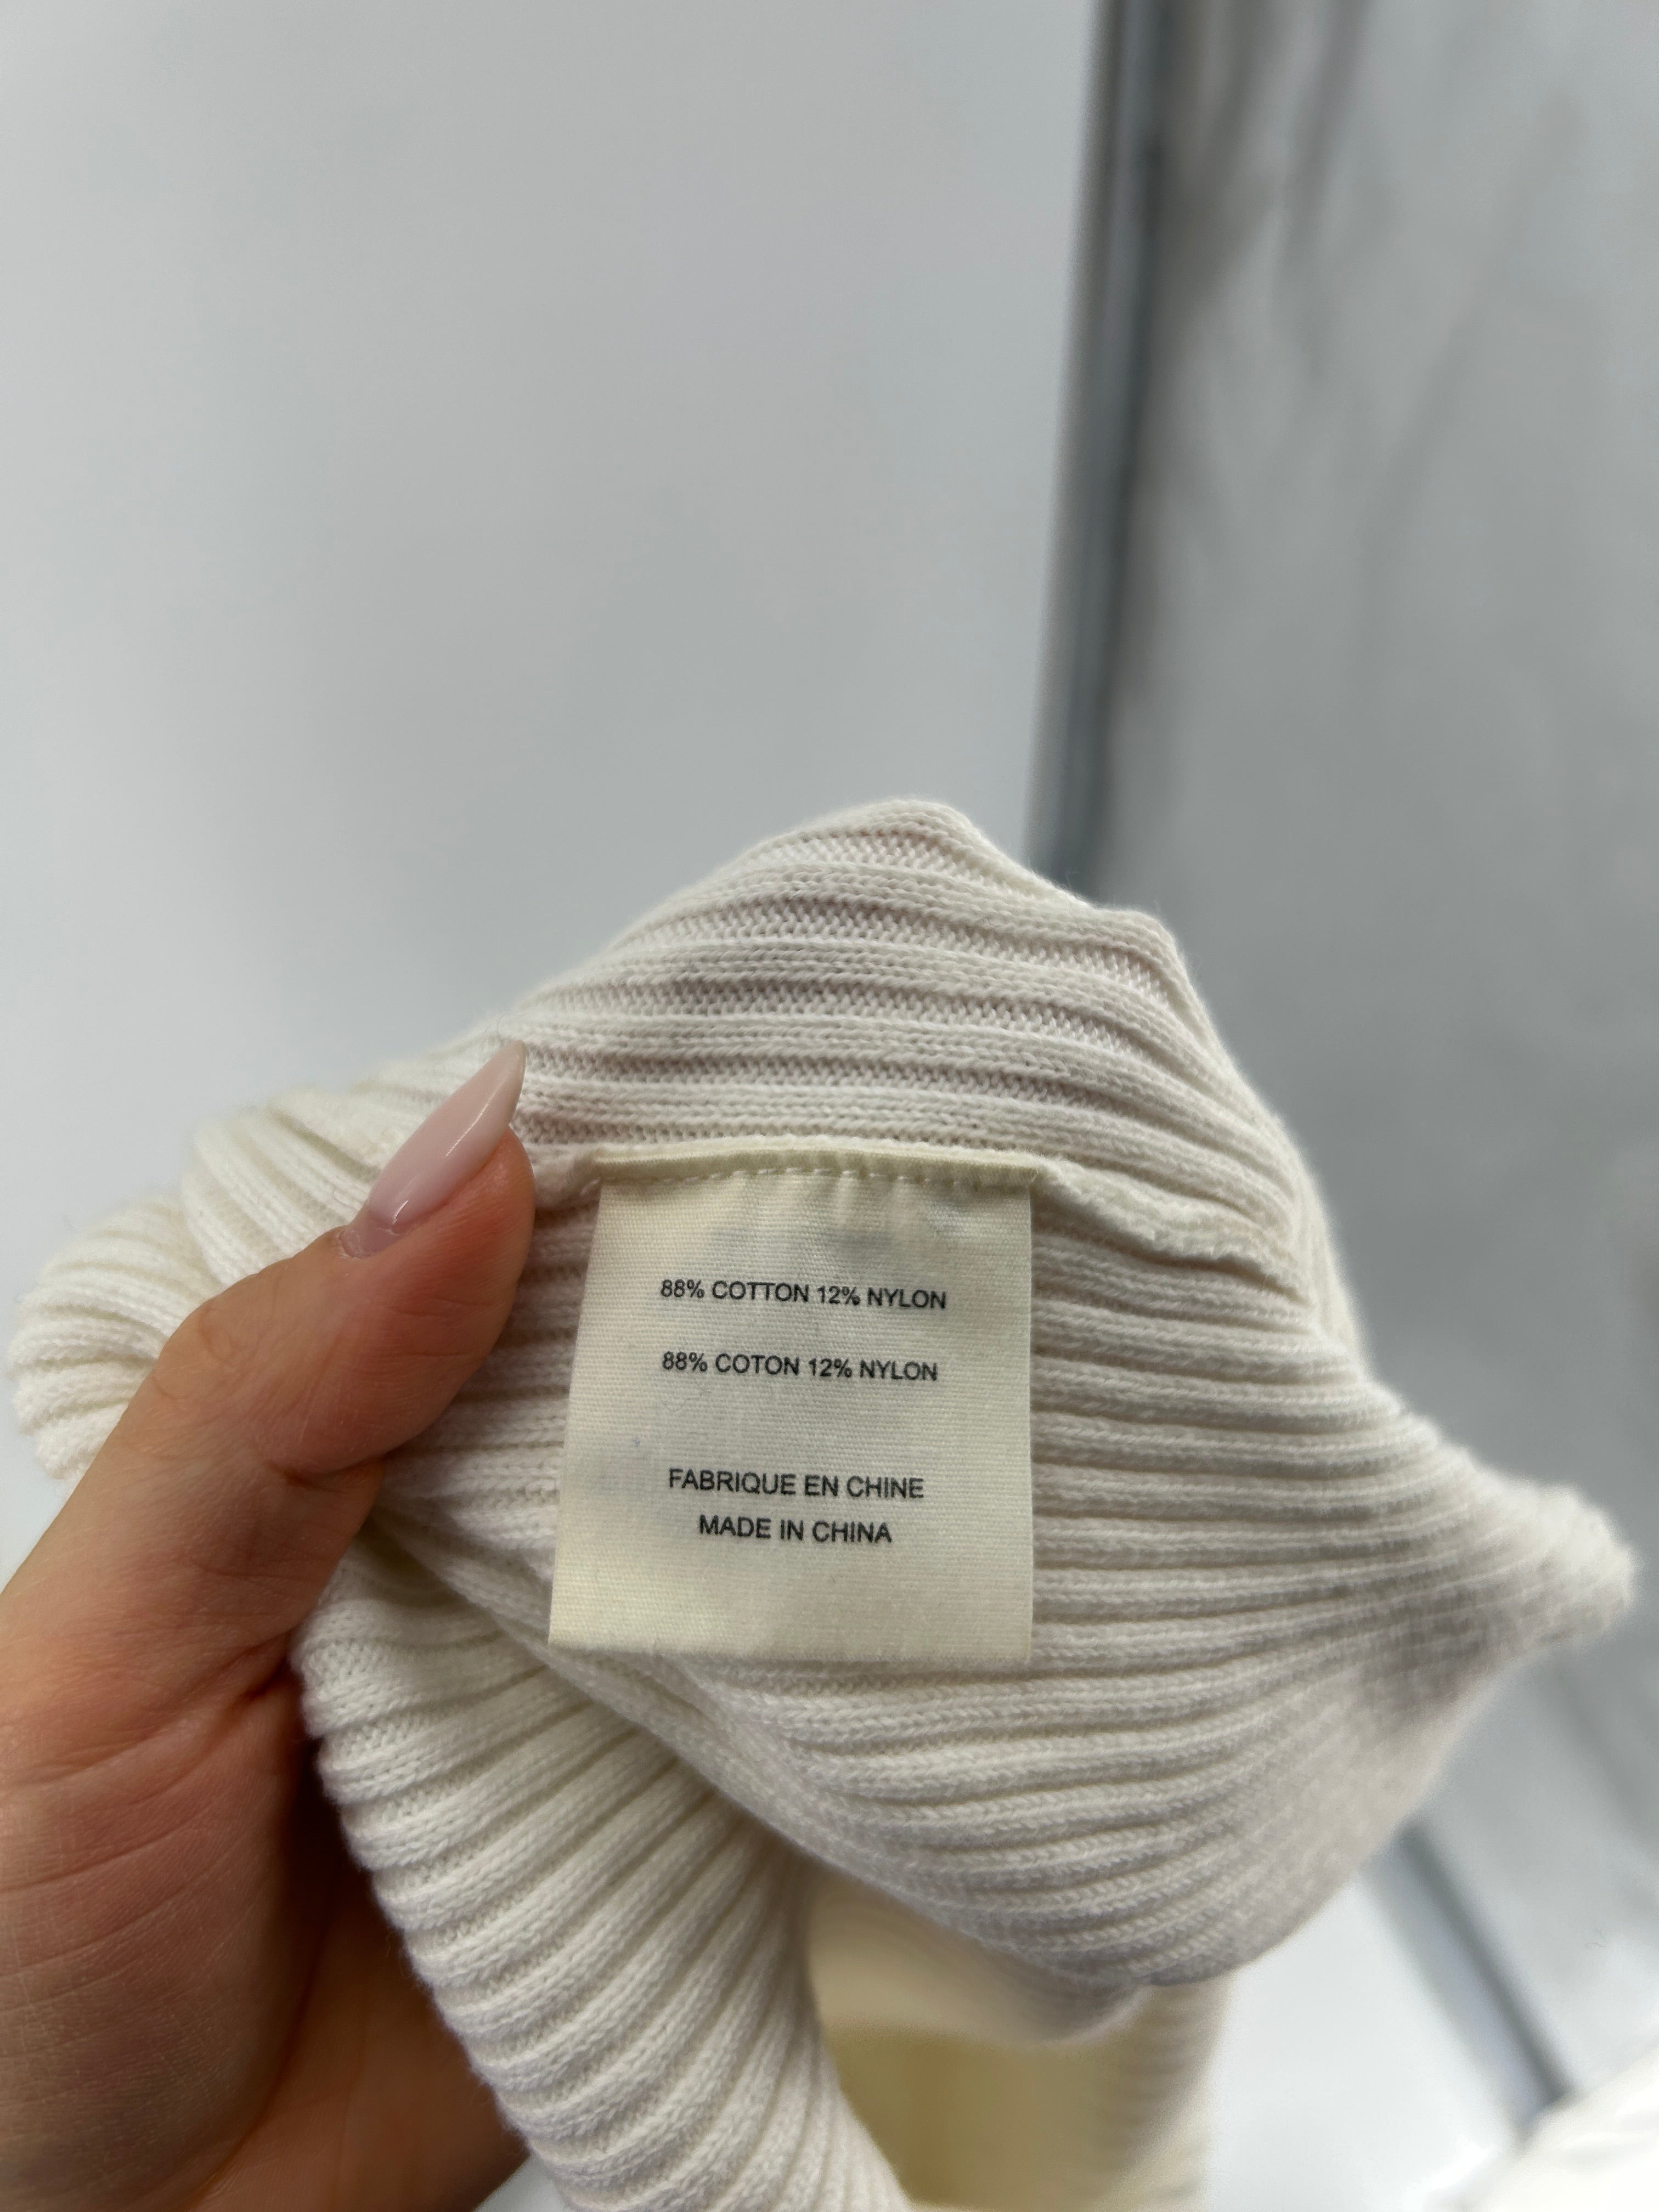 88% COTTON 12% NYLON
88% COTON 12% NYLON
FABRIQUE EN CHINE
MADE IN CHINA